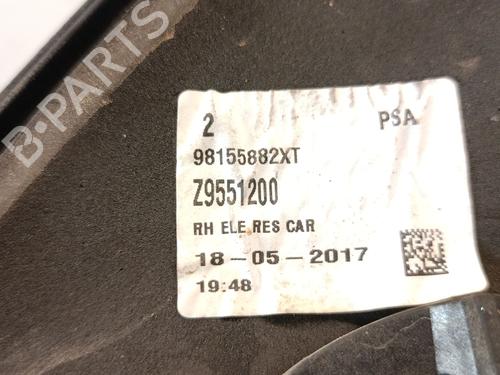 2 PSA
98155882XT
Z9551200
RH ELE RES CAR
18-05-2017
19:48
B-PARTS